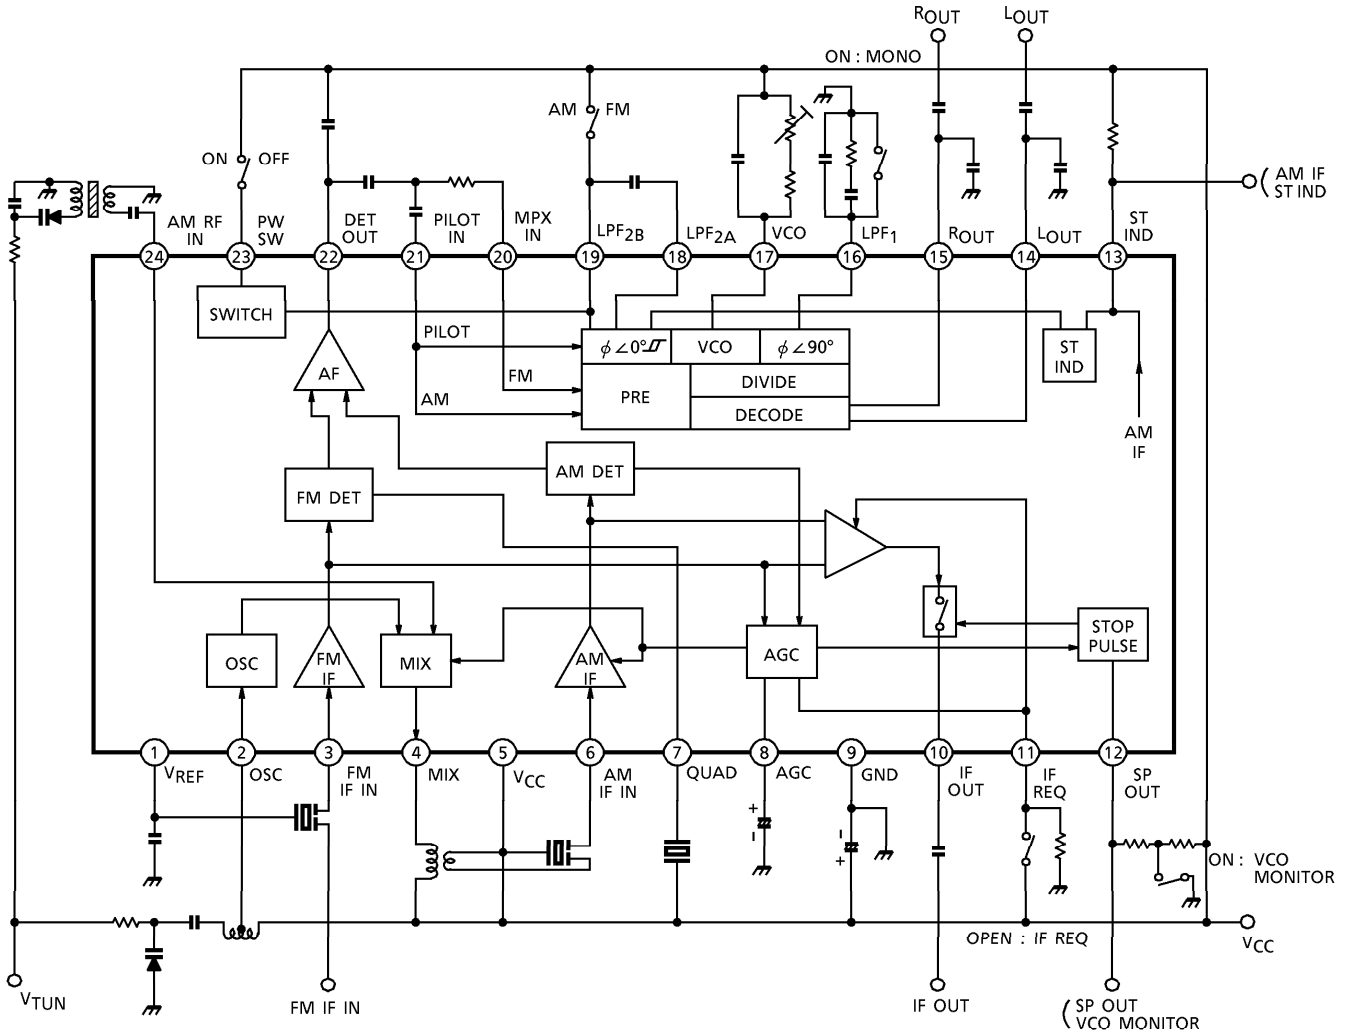 ROUT LOUT
ON : MONO
AM FM
ON OFF
AM IF
ST IND
AM RF
IN
PW
SW
DET
OUT
PILOT
IN
MPX
IN
LPF2B
LPF2A
VCO
LPF1
ROUT
LOUT
ST
IND
24 23 22 21 20 19 18 17 16 15 14 13
SWITCH
PILOT
AF
FM
AM
ϕ∠0°
VCO
ϕ∠90°
PRE
DIVIDE
DECODE
ST
IND
AM
IF
AM DET
FM DET
OSC
FM
IF
MIX
AM
IF
AGC
STOP
PULSE
1 2 3 4 5 6 7 8 9 10 11 12
VREF
OSC
FM
IF IN
MIX
VCC
AM
IF IN
QUAD
AGC
GND
IF
OUT
IF
REQ
SP
OUT
+
-
-
+
ON : VCO
MONITOR
OPEN : IF REQ
VCC
VTUN
FM IF IN
IF OUT
SP OUT
VCO MONITOR